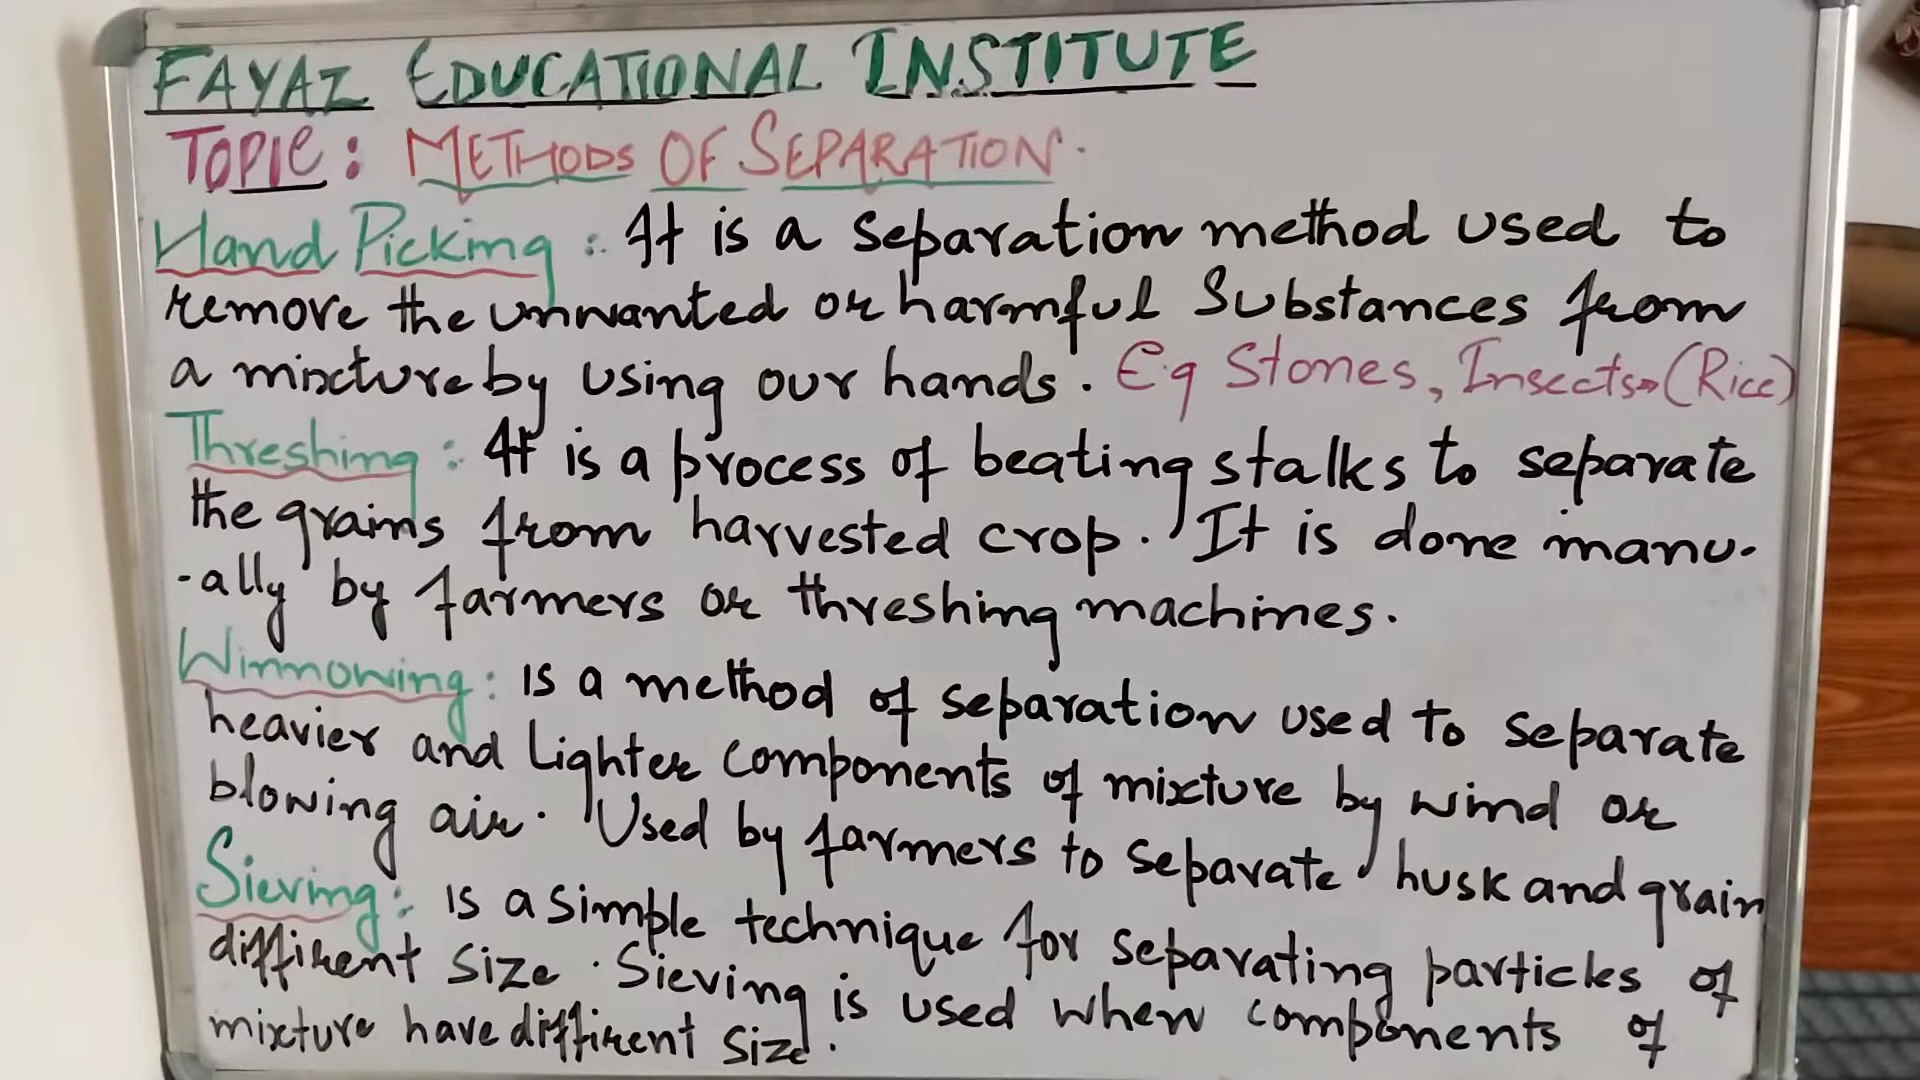 FAYAZ EDUCATIONAL INSTITUTE
TOPIC: METHODS OF SEPARATION.
Hand Picking: It is a separation method used to
remove the unwanted or harmful Substances from
a mixture by using our hands. E.g Stones, Insects→(Rice)
Threshing: It is a process of beating stalks to separate
the grains from harvested crop. It is done manu-
-ally by farmers or threshing machines.
Winnowing: is a method of separation used to separate
heavier and Lighter components of mixture by wind or
blowing air. Used by farmers to separate husk and grain
Sieving: is a simple technique for separating particles of
diffirent size. Sieving is used when components of
mixture have diffirent size.